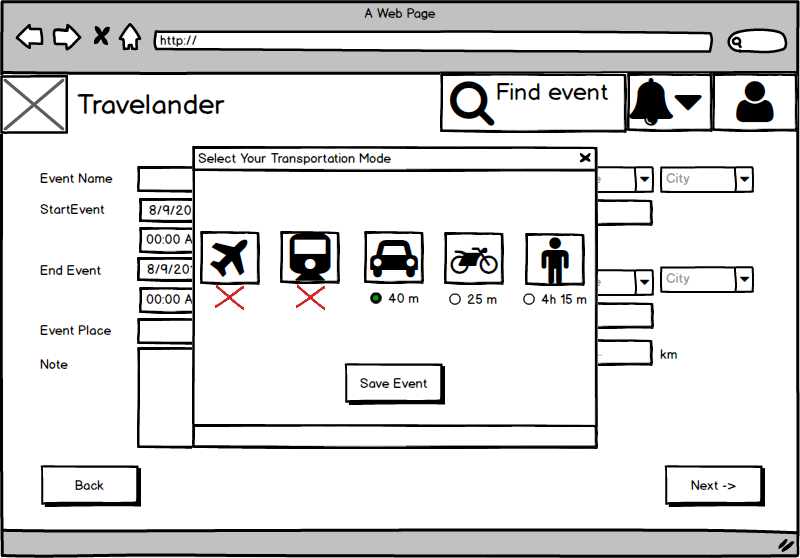 A Web Page
http://
Travelander
Find event
Select Your Transportation Mode
Event Name
City
StartEvent
8/9/20
00:00 A
End Event
8/9/20
City
00:00 A
40 m
25 m
4h 15 m
Event Place
km
Note
Save Event
Back
Next ->